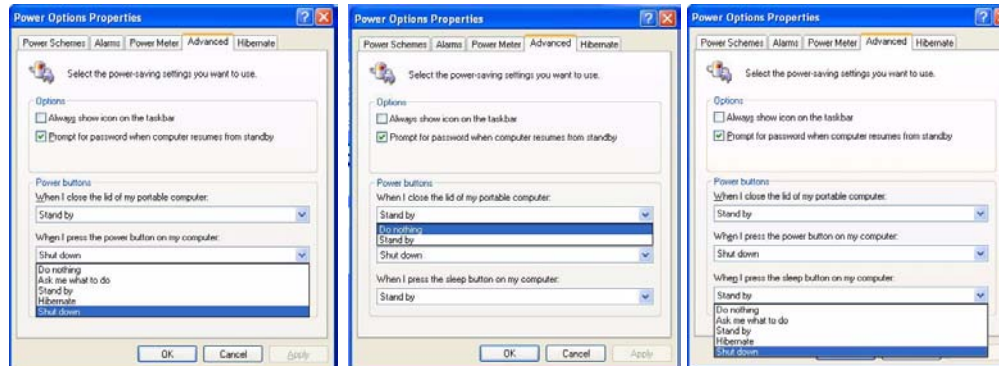 Power Options Properties
Power Schemes Alarms Power Meter Advanced Hibernate
Select the power-saving settings you want to use.
Options
Always show icon on the taskbar
Prompt for password when computer resumes from standby
Power buttons
When I close the lid of my portable computer:
Stand by
When I press the power button on my computer:
Shut down
Do nothing
Ask me what to do
Stand by
Hibernate
Shut down
OK Cancel Apply
Power Options Properties
Power Schemes Alarms Power Meter Advanced Hibernate
Select the power-saving settings you want to use.
Options
Always show icon on the taskbar
Prompt for password when computer resumes from standby
Power buttons
When I close the lid of my portable computer:
Stand by
Do nothing
Stand by
Shut down
When I press the sleep button on my computer:
Stand by
OK Cancel Apply
Power Options Properties
Power Schemes Alarms Power Meter Advanced Hibernate
Select the power-saving settings you want to use.
Options
Always show icon on the taskbar
Prompt for password when computer resumes from standby
Power buttons
When I close the lid of my portable computer:
Stand by
When I press the power button on my computer:
Shut down
When I press the sleep button on my computer:
Stand by
Do nothing
Ask me what to do
Stand by
Hibernate
Shut down